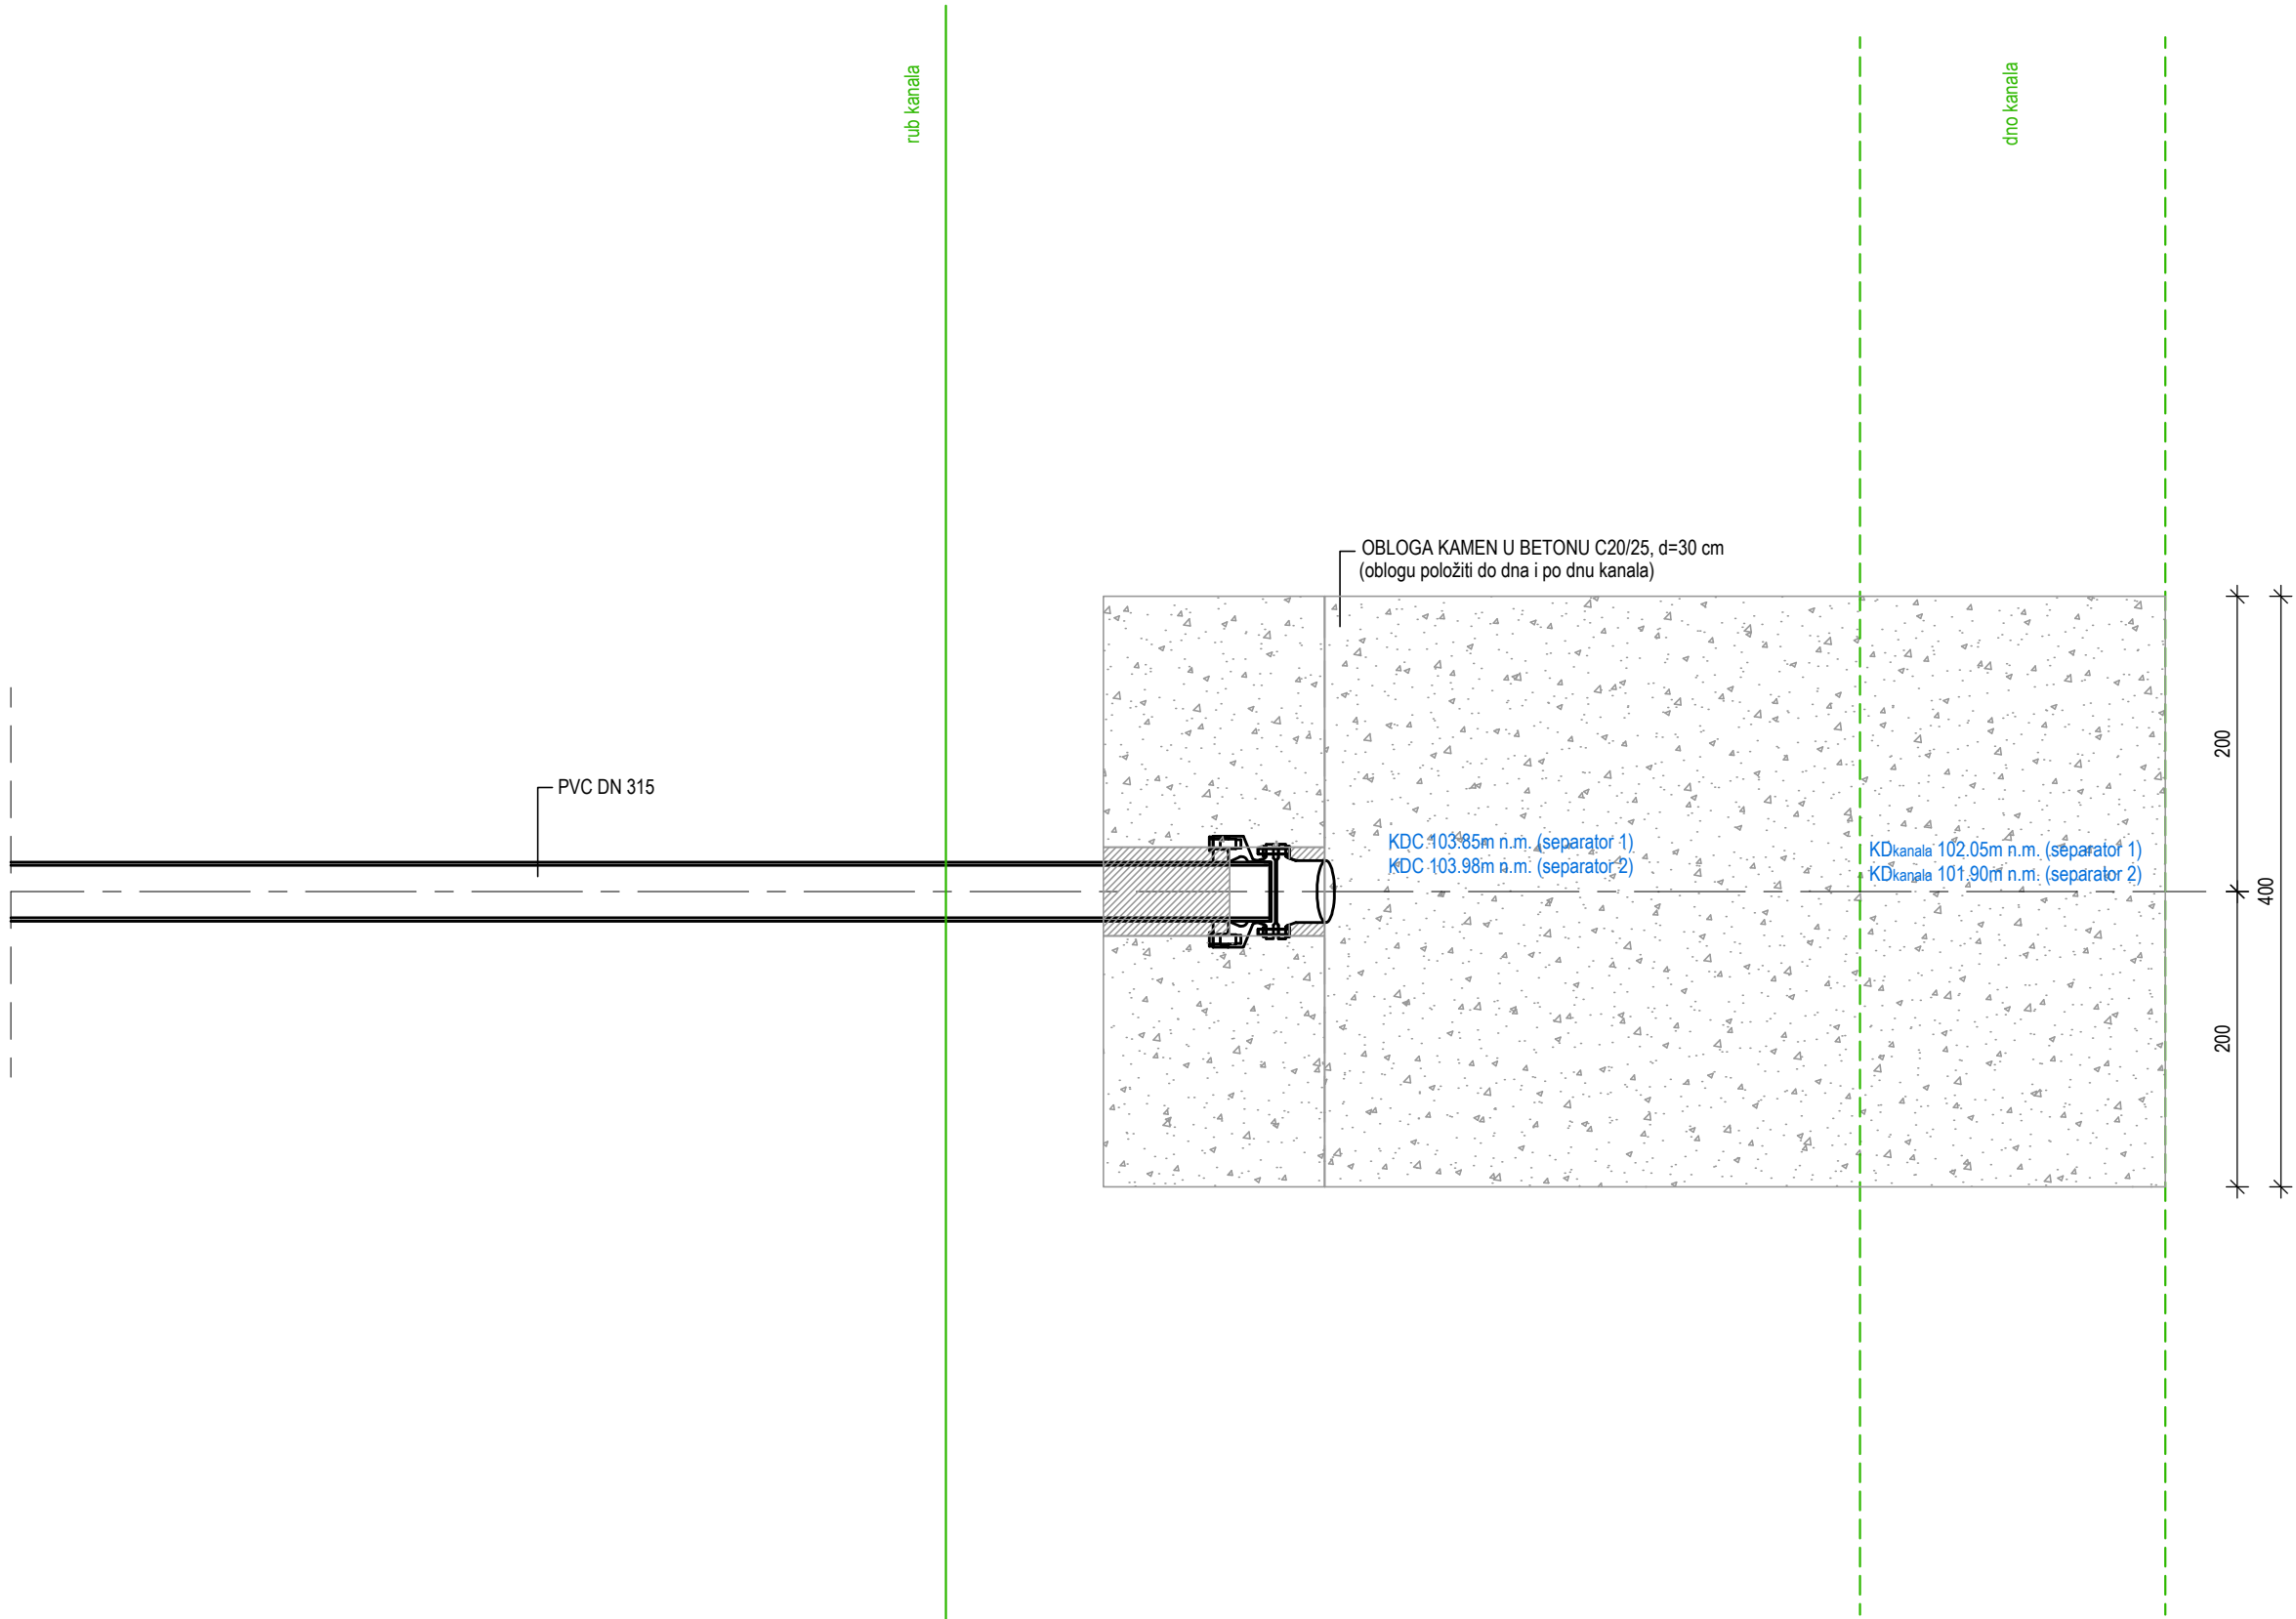 rub kanala
dno kanala
OBLOGA KAMEN U BETONU C20/25, d=30 cm
(oblogu položiti do dna i po dnu kanala)
PVC DN 315
KDC 103.85m n.m. (separator 1)
KDC 103.98m n.m. (separator 2)
KDkanala 102.05m n.m. (separator 1)
KDkanala 101.90m n.m. (separator 2)
200
400
200